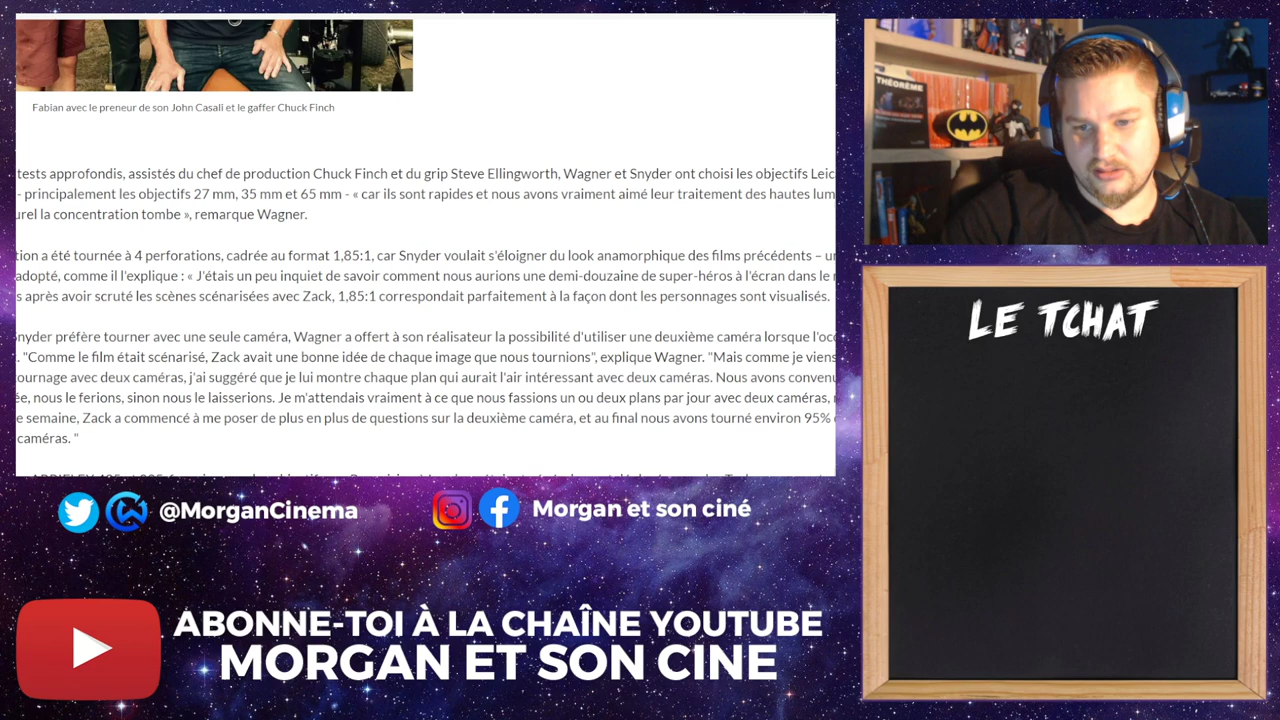 Fabian avec le preneur de son John Casali et le gaffer Chuck Finch
tests approfondis, assistés du chef de production Chuck Finch et du grip Steve Ellingworth, Wagner et Snyder ont choisi les objectifs Leic
- principalement les objectifs 27 mm, 35 mm et 65 mm - « car ils sont rapides et nous avons vraiment aimé leur traitement des hautes lum
urel la concentration tombe », remarque Wagner.
tion a été tournée à 4 perforations, cadrée au format 1,85:1, car Snyder voulait s'éloigner du look anamorphique des films précédents – un
adopté, comme il l'explique : « J'étais un peu inquiet de savoir comment nous aurions une demi-douzaine de super-héros à l'écran dans le
s après avoir scruté les scènes scénarisées avec Zack, 1,85:1 correspondait parfaitement à la façon dont les personnages sont visualisés.
Snyder préfère tourner avec une seule caméra, Wagner a offert à son réalisateur la possibilité d'utiliser une deuxième caméra lorsque l'occ
. "Comme le film était scénarisé, Zack avait une bonne idée de chaque image que nous tournions", explique Wagner. "Mais comme je viens
tournage avec deux caméras, j'ai suggéré que je lui montre chaque plan qui aurait l'air intéressant avec deux caméras. Nous avons convenu
ée, nous le ferions, sinon nous le laisserions. Je m'attendais vraiment à ce que nous fassions un ou deux plans par jour avec deux caméras,
e semaine, Zack a commencé à me poser de plus en plus de questions sur la deuxième caméra, et au final nous avons tourné environ 95%
caméras. "
THÉORÈME
LE TCHAT
@MorganCinema
Morgan et son ciné
ABONNE-TOI À LA CHAÎNE YOUTUBE
MORGAN ET SON CINE